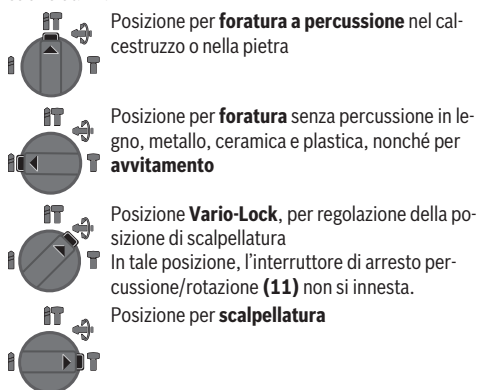 Posizione per foratura a percussione nel cal-
cestruzzo o nella pietra
Posizione per foratura senza percussione in le-
gno, metallo, ceramica e plastica, nonché per
avvitamento
Posizione Vario-Lock, per regolazione della po-
sizione di scalpellatura
In tale posizione, l'interruttore di arresto per-
cussione/rotazione (11) non si innesta.
Posizione per scalpellatura